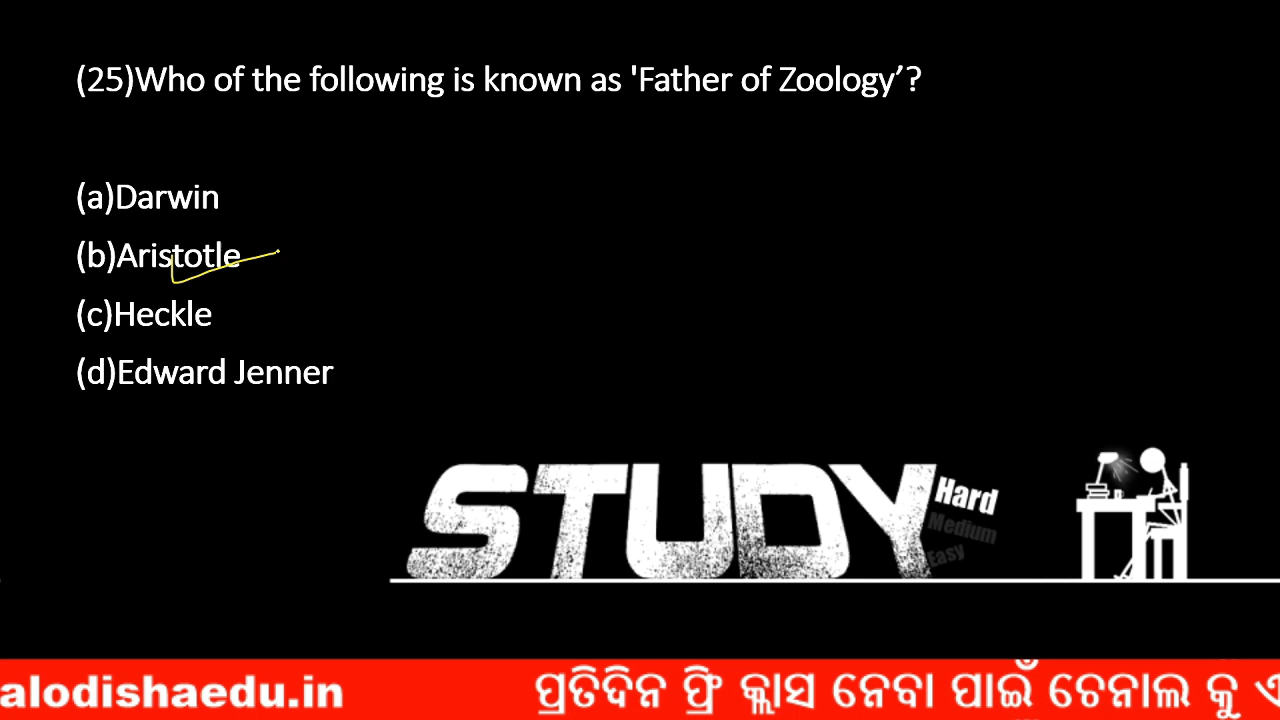 (25)Who of the following is known as 'Father of Zoology’?
(a)Darwin
(b)Aristotle
(c)Heckle
(d)Edward Jenner
STUDY Hard
Medium
Easy
alodishaedu.in ପ୍ରତିଦିନ ଫ୍ରି କ୍ଲାସ ନେବା ପାଇଁ ଚେନାଲ କୁ